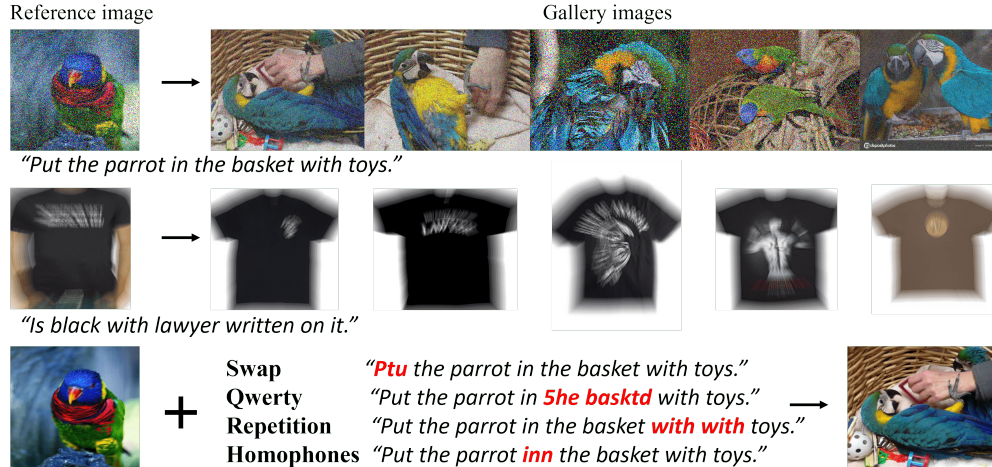 Reference image
Gallery images
“Put the parrot in the basket with toys.”
“Is black with lawyer written on it.”
Swap “Ptu the parrot in the basket with toys.”
Qwerty “Put the parrot in 5he basktd with toys.”
Repetition “Put the parrot in the basket with with toys.”
Homophones “Put the parrot inn the basket with toys.”
depositphotos